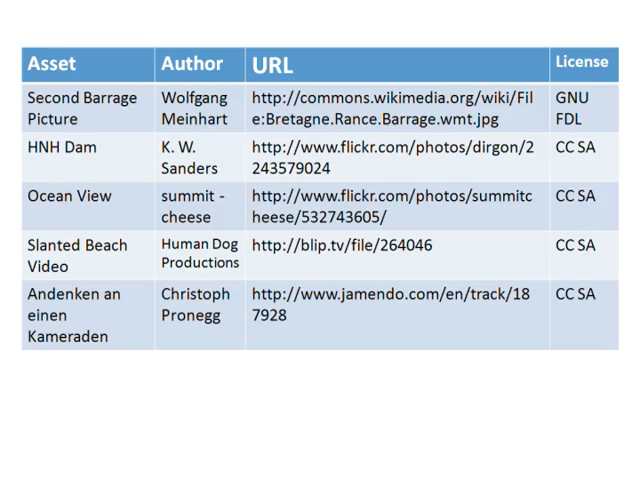 Asset Author URL License
Second Barrage Wolfgang http://commons.wikimedia.org/wiki/Fil GNU
Picture Meinhart e:Bretagne.Rance.Barrage.wmt.jpg FDL
HNH Dam K. W. http://www.flickr.com/photos/dirgon/2 CC SA
Sanders 243579024
Ocean View summit - http://www.flickr.com/photos/summitc CC SA
cheese heese/532743605/
Slanted Beach Human Dog http://blip.tv/file/264046 CC SA
Video Productions
Andenken an Christoph http://www.jamendo.com/en/track/18 CC SA
einen Pronegg 7928
Kameraden